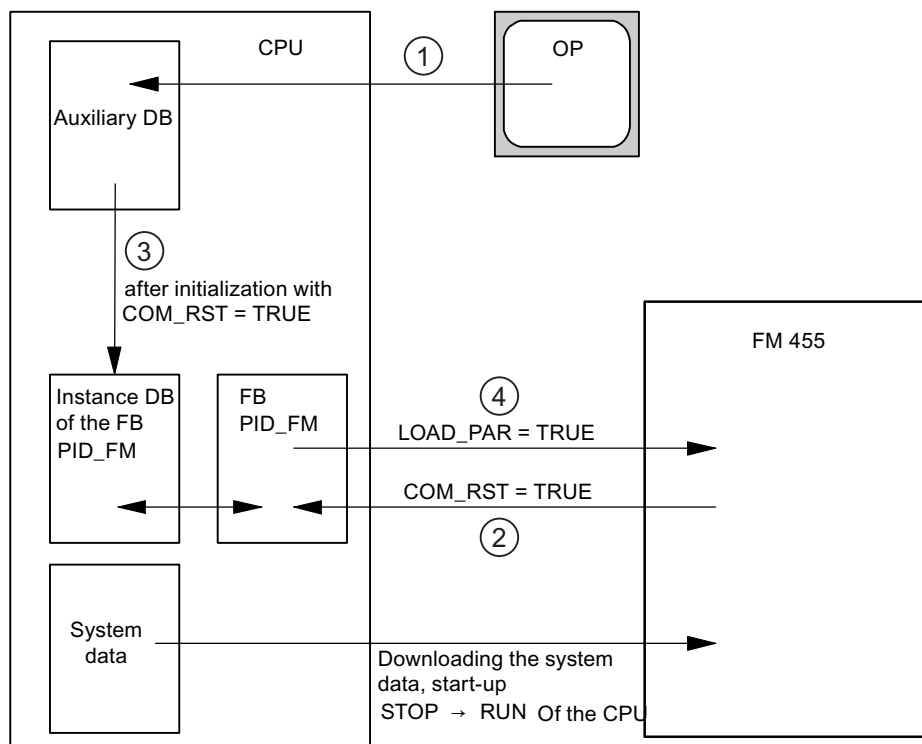 CPU
1
OP
Auxiliary DB
3
after initialization with
COM_RST = TRUE
FM 455
Instance DB
of the FB
PID_FM
FB
PID_FM
4
LOAD_PAR = TRUE
COM_RST = TRUE
2
System
data
Downloading the system
data, start-up
STOP → RUN Of the CPU